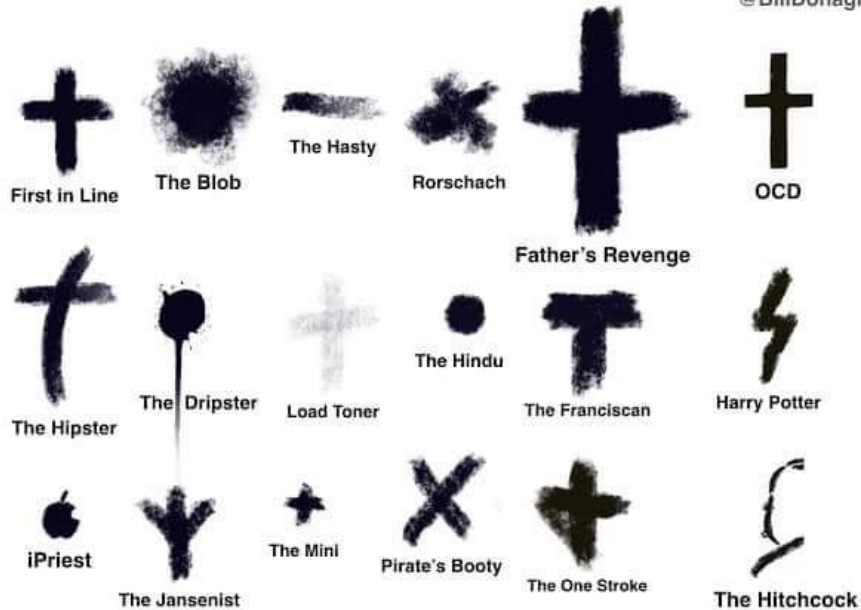 First in Line
The Blob
The Hasty
Rorschach
Father's Revenge
OCD
The Hipster
The Dripster
Load Toner
The Hindu
The Franciscan
Harry Potter
iPriest
The Jansenist
The Mini
Pirate's Booty
The One Stroke
The Hitchcock